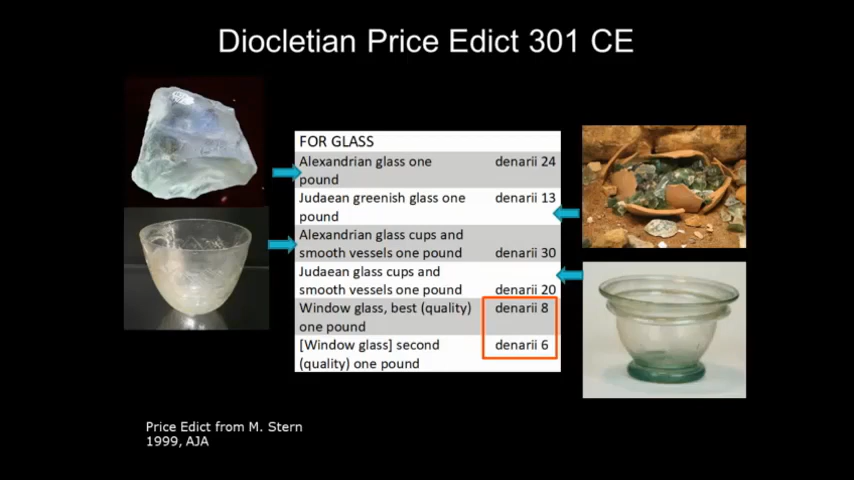 Diocletian Price Edict 301 CE
FOR GLASS
Alexandrian glass one denarii 24
pound
Judaean greenish glass one denarii 13
pound
Alexandrian glass cups and
smooth vessels one pound denarii 30
Judaean glass cups and
smooth vessels one pound denarii 20
Window glass, best (quality) denarii 8
one pound
[Window glass] second denarii 6
(quality) one pound
Price Edict from M. Stern
1999, AJA